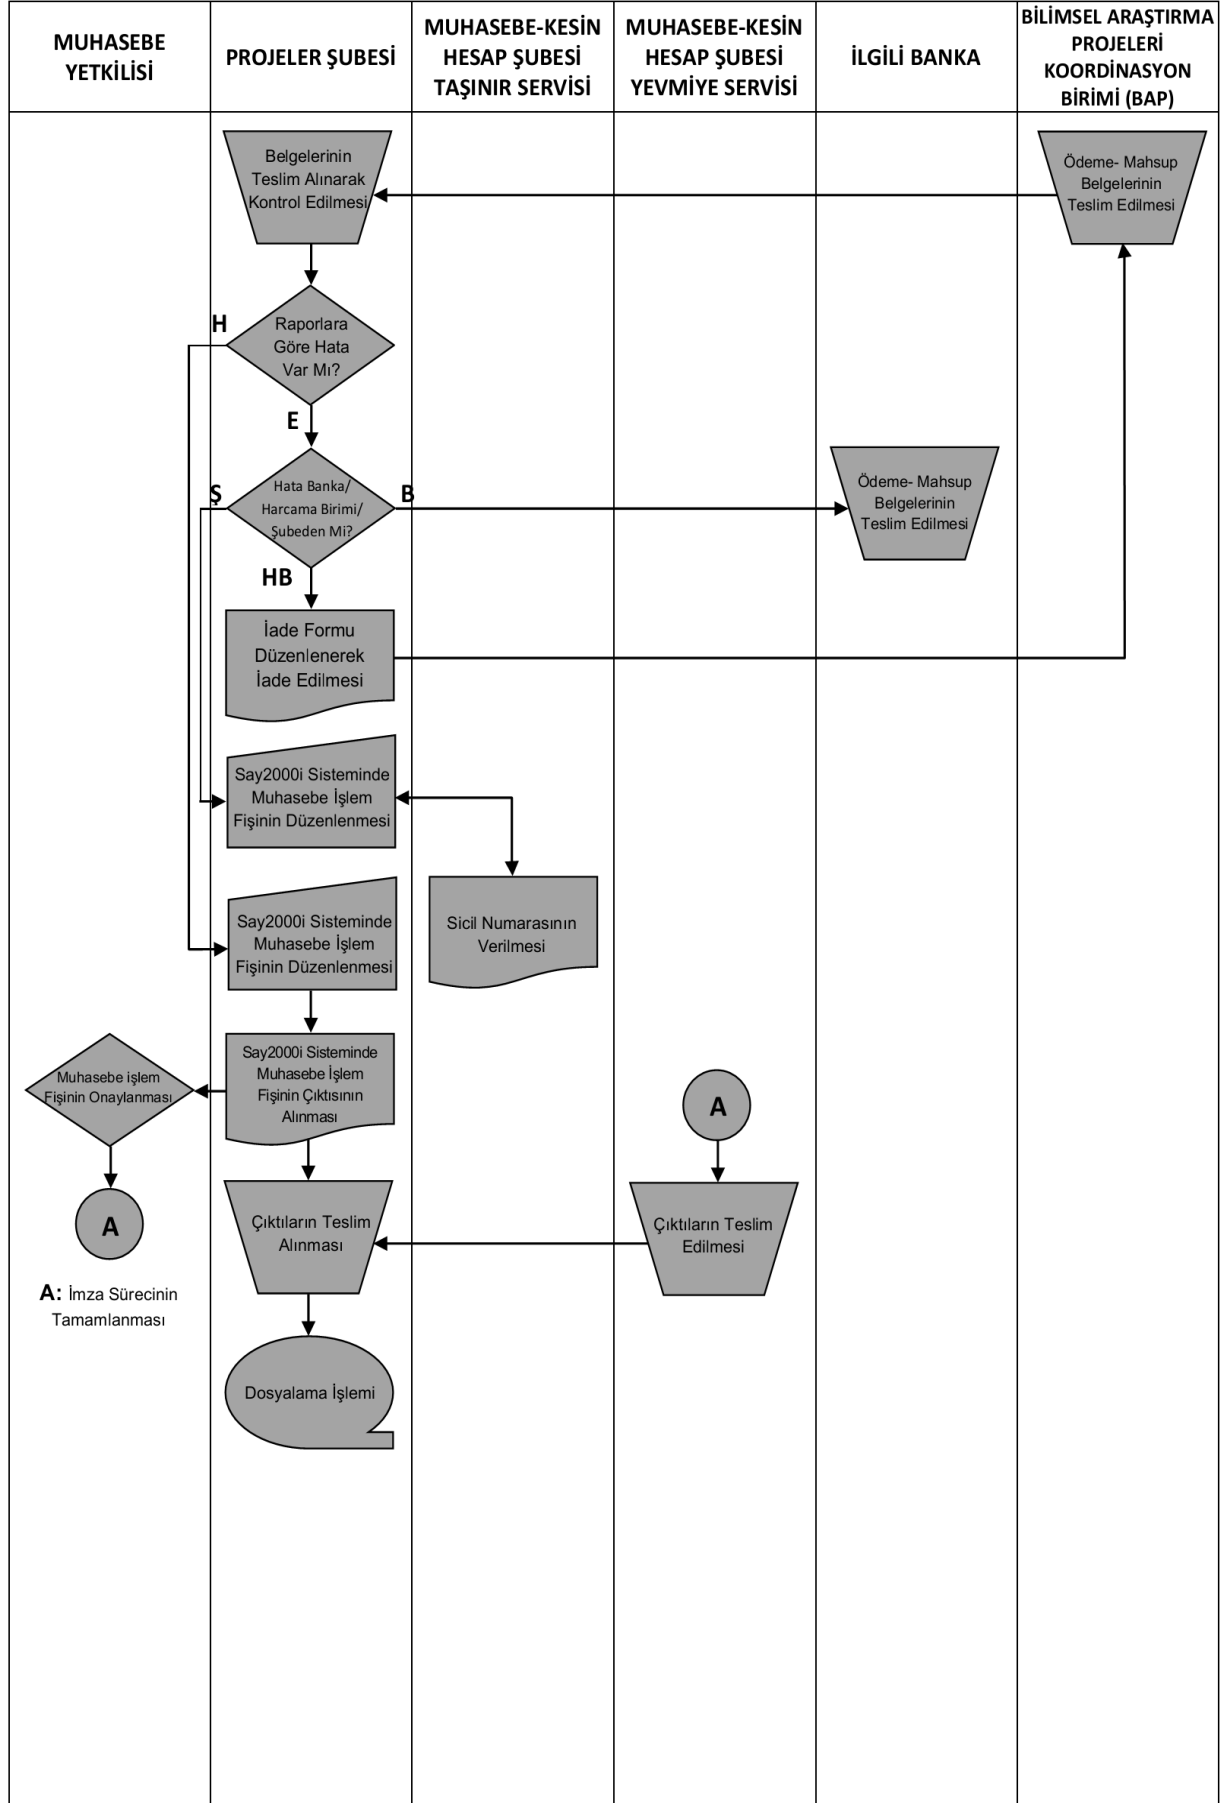 MUHASEBE
YETKİLİSİ
PROJELER ŞUBESİ
MUHASEBE-KESİN
HESAP ŞUBESİ
TAŞINIR SERVİSİ
MUHASEBE-KESİN
HESAP ŞUBESİ
YEVMİYE SERVİSİ
İLGİLİ BANKA
BİLİMSEL ARAŞTIRMA
PROJELERİ
KOORDİNASYON
BİRİMİ (BAP)
Belgelerinin
Teslim Alınarak
Kontrol Edilmesi
Ödeme- Mahsup
Belgelerinin
Teslim Edilmesi
H
Raporlara
Göre Hata
Var Mı?
E
Ş
Hata Banka/
Harcama Birimi/
Şubeden Mi?
B
Ödeme- Mahsup
Belgelerinin
Teslim Edilmesi
HB
İade Formu
Düzenlenerek
İade Edilmesi
Say2000i Sisteminde
Muhasebe İşlem
Fişinin Düzenlenmesi
Say2000i Sisteminde
Muhasebe İşlem
Fişinin Düzenlenmesi
Sicil Numarasının
Verilmesi
Muhasebe işlem
Fişinin Onaylanması
Say2000i Sisteminde
Muhasebe İşlem
Fişinin Çıktısının
Alınması
A
A
Çıktıların Teslim
Alınması
Çıktıların Teslim
Edilmesi
A: İmza Sürecinin
Tamamlanması
Dosyalama İşlemi